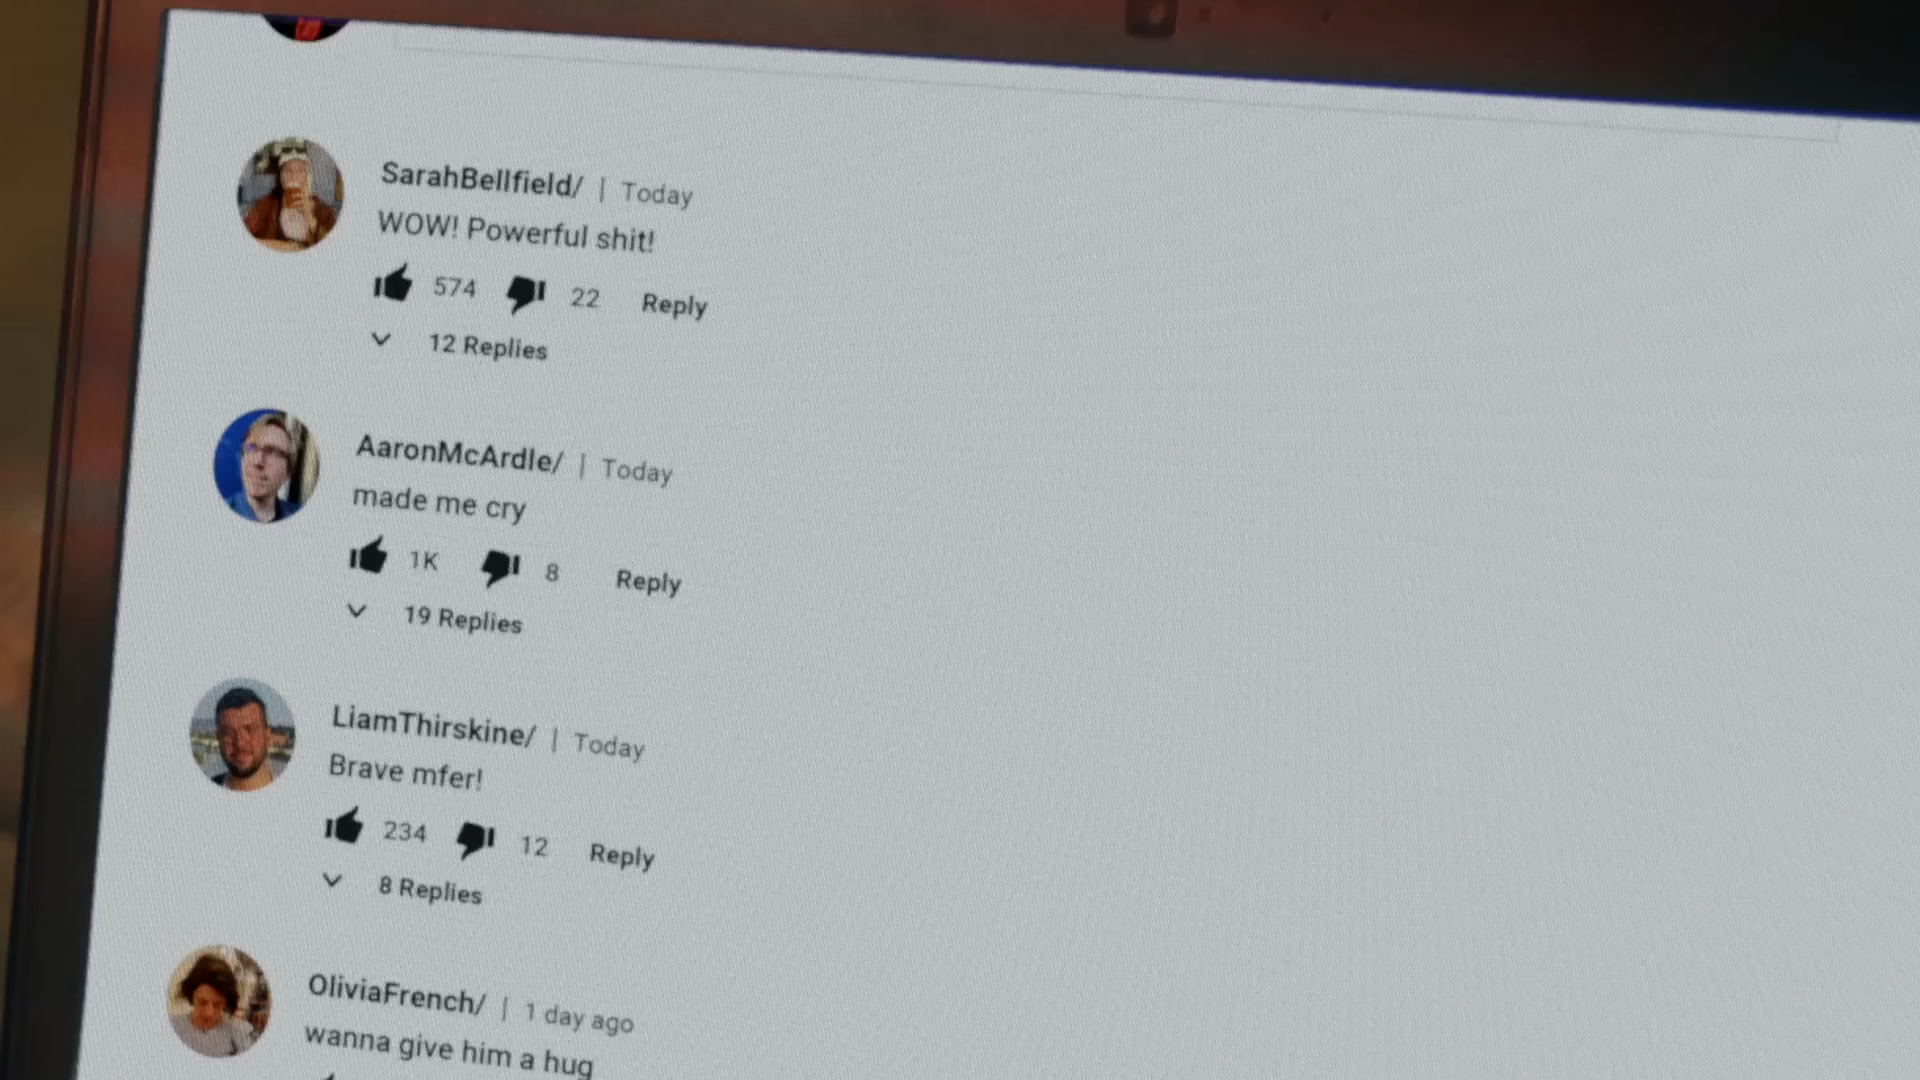 SarahBellfield/ | Today
WOW! Powerful shit!
574 22 Reply
12 Replies
AaronMcArdle/ | Today
made me cry
1K 8 Reply
19 Replies
LiamThirskine/ | Today
Brave mfer!
234 12 Reply
8 Replies
OliviaFrench/ | 1 day ago
wanna give him a hug